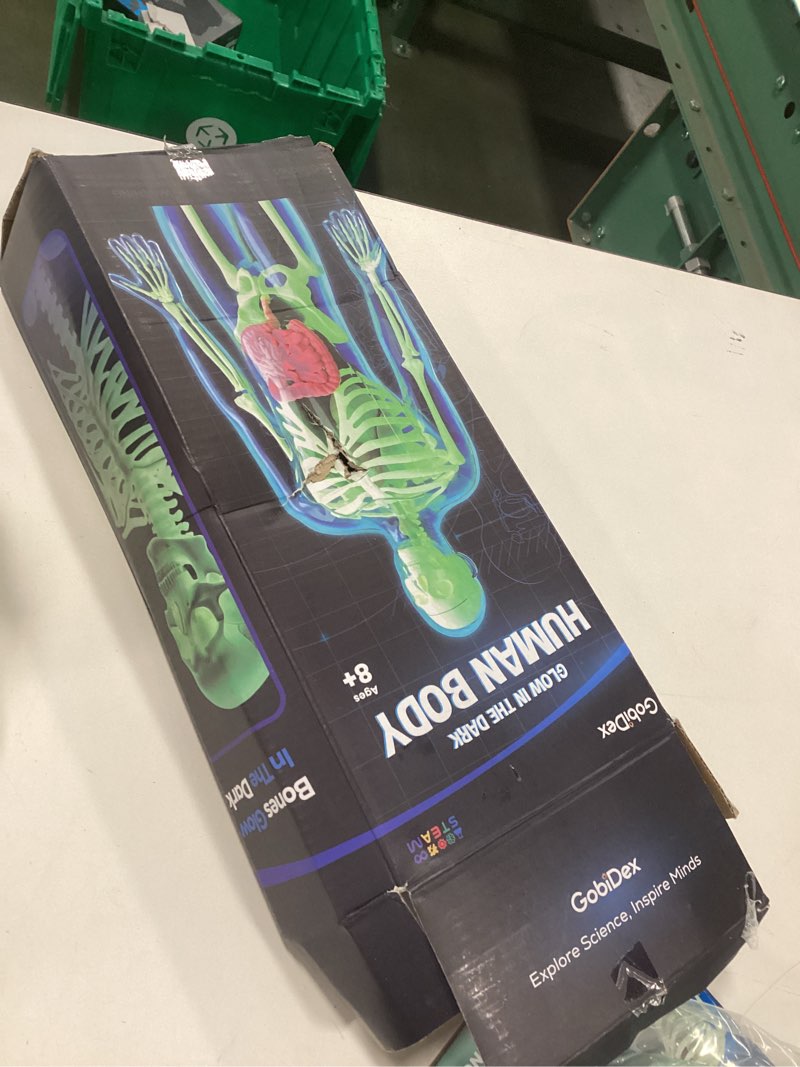 GobiDex
GLOW IN THE DARK
HUMAN BODY
Ages
8+
STEAM
Bones Glow
In The Dark
GobiDex
Explore Science, Inspire Minds